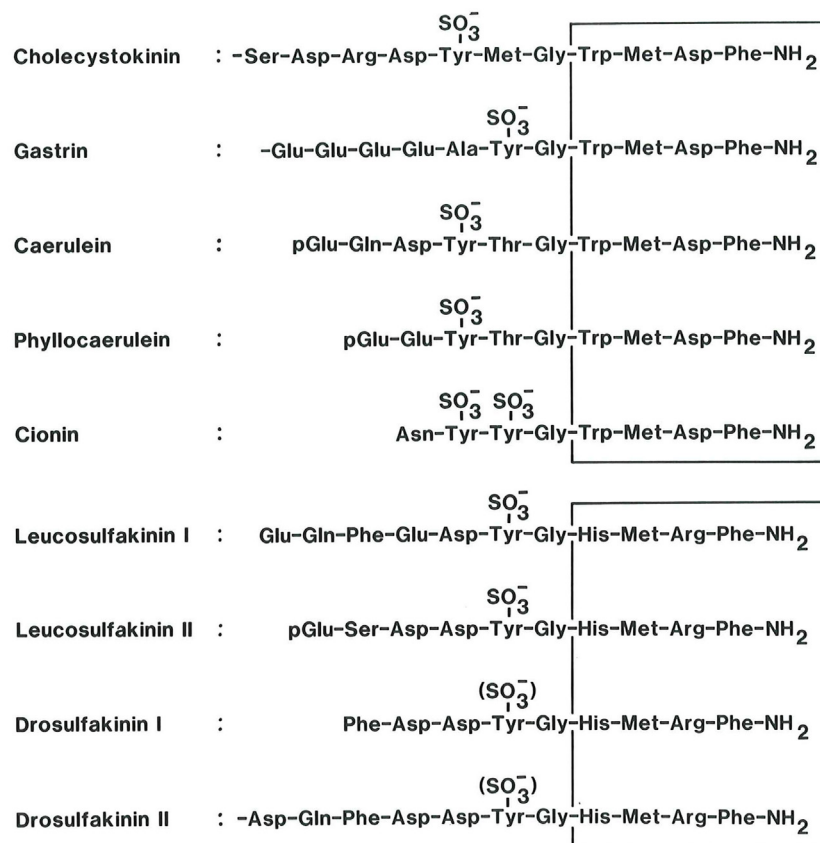 SO3−
Cholecystokinin : -Ser-Asp-Arg-Asp-Tyr-Met-Gly-Trp-Met-Asp-Phe-NH2
SO3−
Gastrin : -Glu-Glu-Glu-Glu-Ala-Tyr-Gly-Trp-Met-Asp-Phe-NH2
SO3−
Caerulein : pGlu-Gln-Asp-Tyr-Thr-Gly-Trp-Met-Asp-Phe-NH2
SO3−
Phyllocaerulein : pGlu-Glu-Tyr-Thr-Gly-Trp-Met-Asp-Phe-NH2
SO3− SO3−
Cionin : Asn-Tyr-Tyr-Gly-Trp-Met-Asp-Phe-NH2
SO3−
Leucosulfakinin I : Glu-Gln-Phe-Glu-Asp-Tyr-Gly-His-Met-Arg-Phe-NH2
SO3−
Leucosulfakinin II : pGlu-Ser-Asp-Asp-Tyr-Gly-His-Met-Arg-Phe-NH2
(SO3−)
Drosulfakinin I : Phe-Asp-Asp-Tyr-Gly-His-Met-Arg-Phe-NH2
(SO3−)
Drosulfakinin II : -Asp-Gln-Phe-Asp-Asp-Tyr-Gly-His-Met-Arg-Phe-NH2